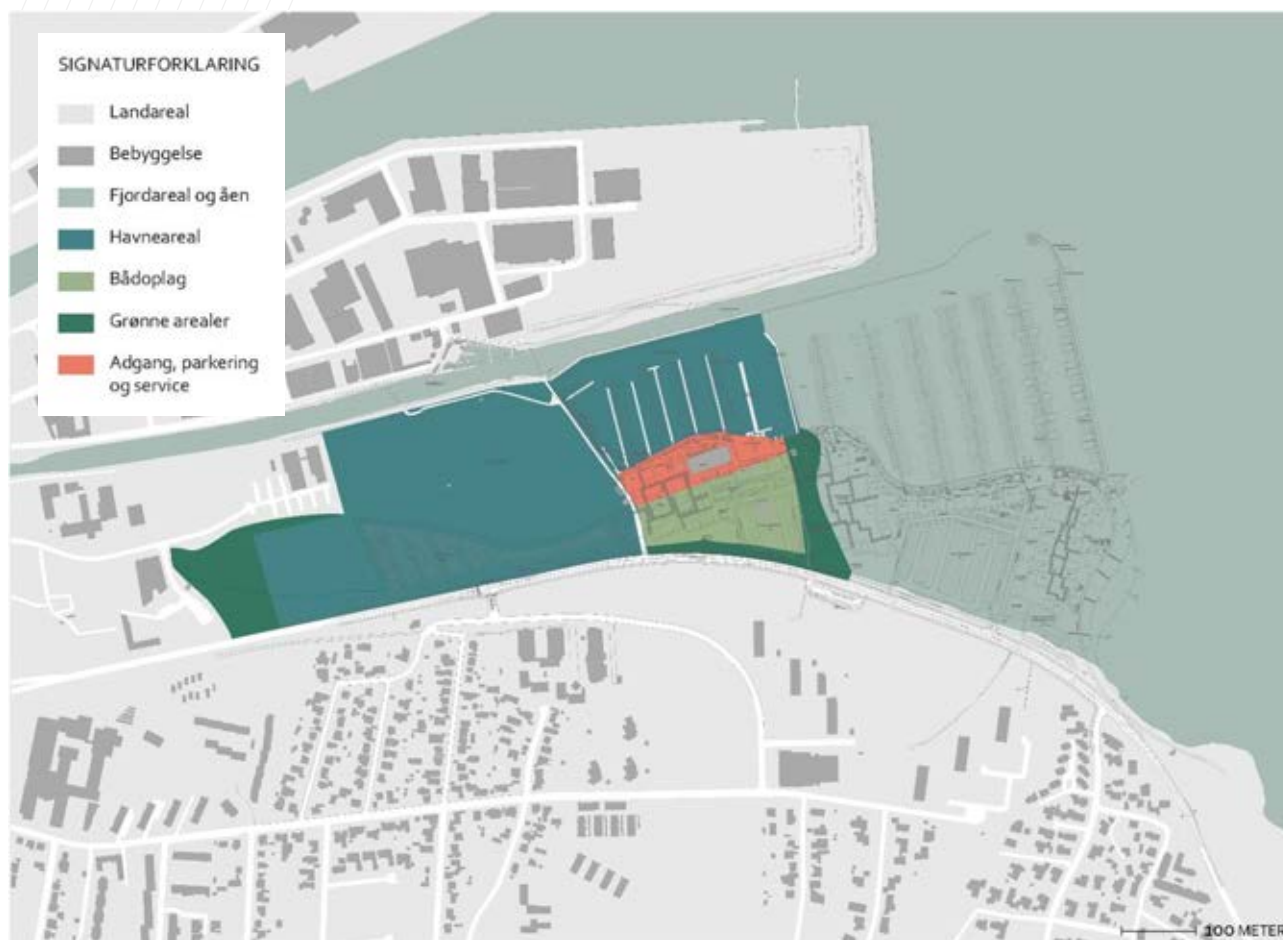 SIGNATURFORKLARING
Landareal
Bebyggelse
Fjordareal og åen
Havneareal
Bådoplag
Grønne arealer
Adgang, parkering
og service
100 METER